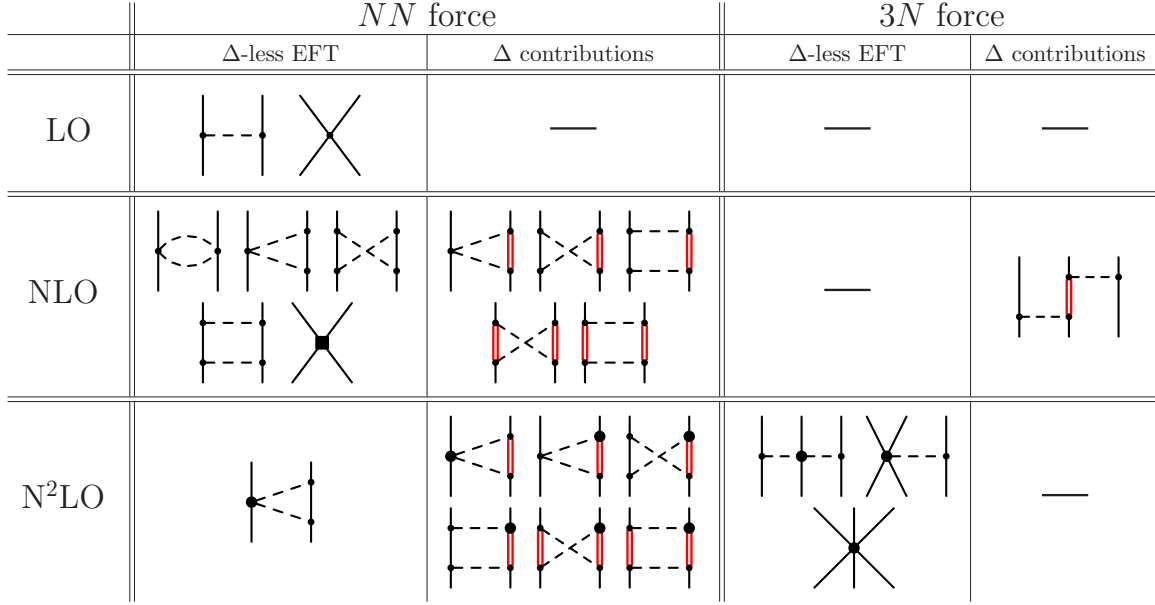 NN force 3N force
Δ-less EFT Δ contributions Δ-less EFT Δ contributions
LO — — —
NLO —
N²LO —